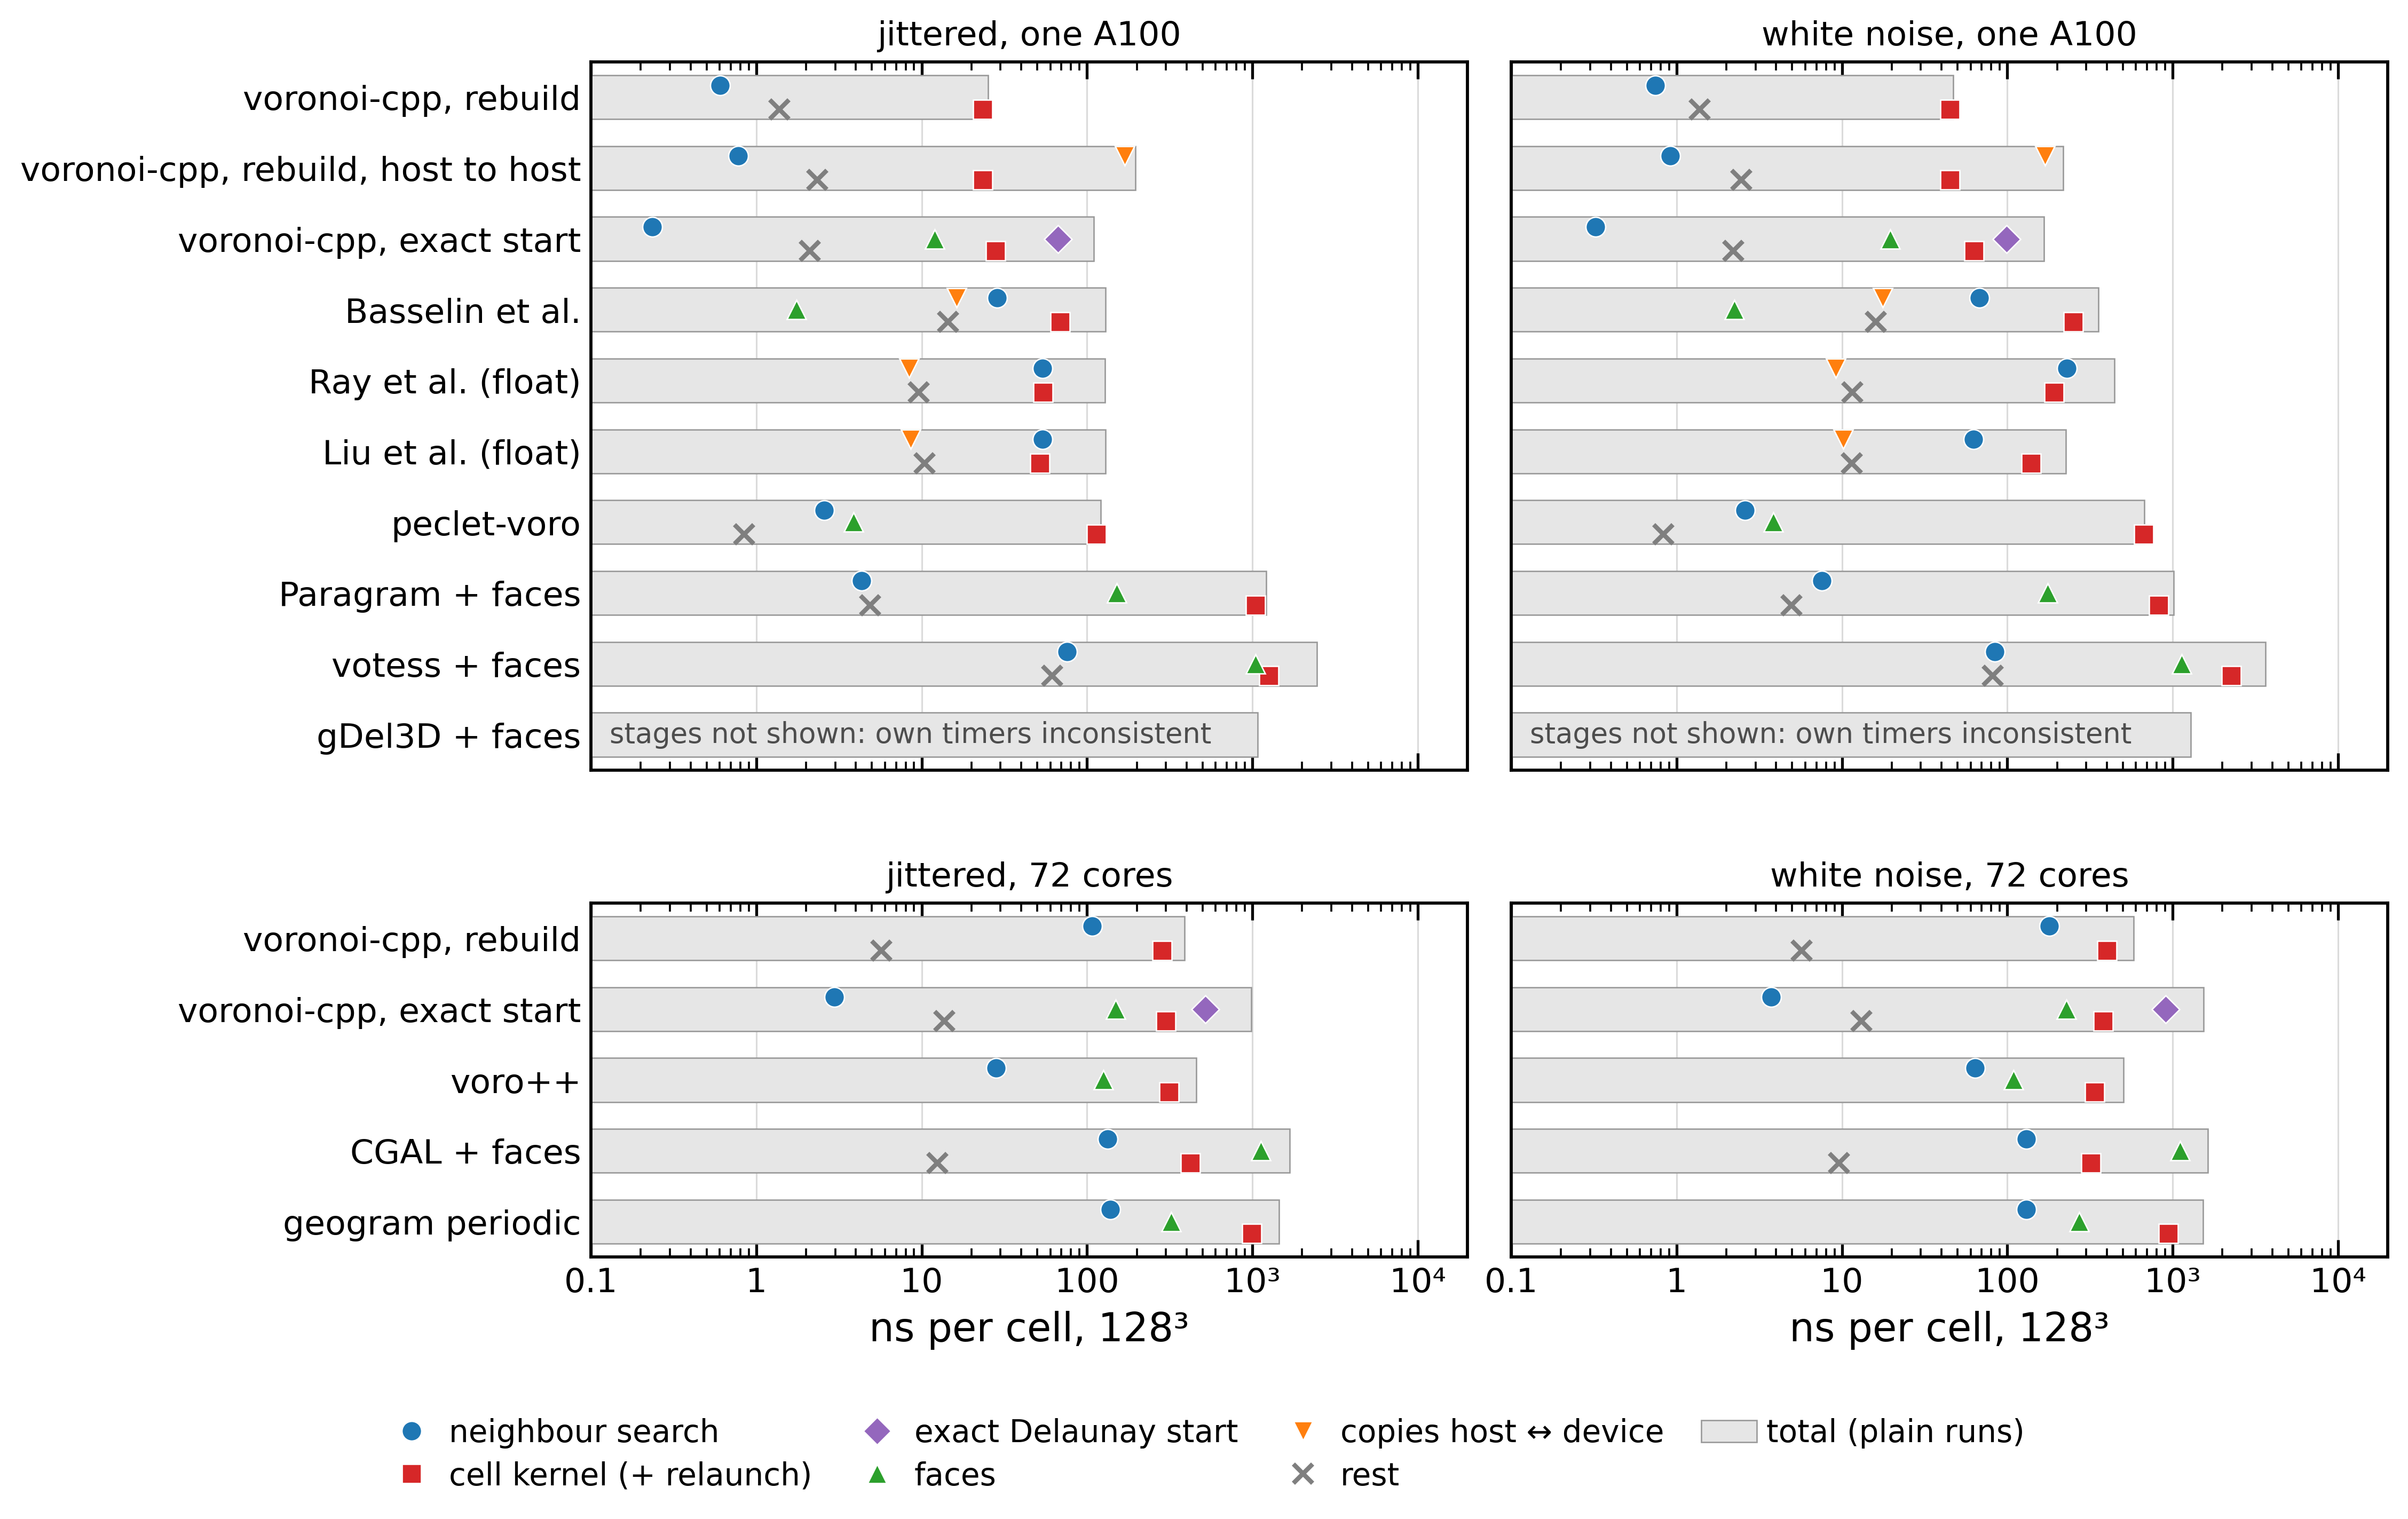 jittered, one A100
white noise, one A100
voronoi-cpp, rebuild
voronoi-cpp, rebuild, host to host
voronoi-cpp, exact start
Basselin et al.
Ray et al. (float)
Liu et al. (float)
peclet-voro
Paragram + faces
votess + faces
gDel3D + faces
stages not shown: own timers inconsistent
stages not shown: own timers inconsistent
jittered, 72 cores
white noise, 72 cores
voronoi-cpp, rebuild
voronoi-cpp, exact start
voro++
CGAL + faces
geogram periodic
0.1 1 10 100 10³ 10⁴
0.1 1 10 100 10³ 10⁴
ns per cell, 128³
ns per cell, 128³
neighbour search
exact Delaunay start
copies host ↔ device
total (plain runs)
cell kernel (+ relaunch)
faces
rest